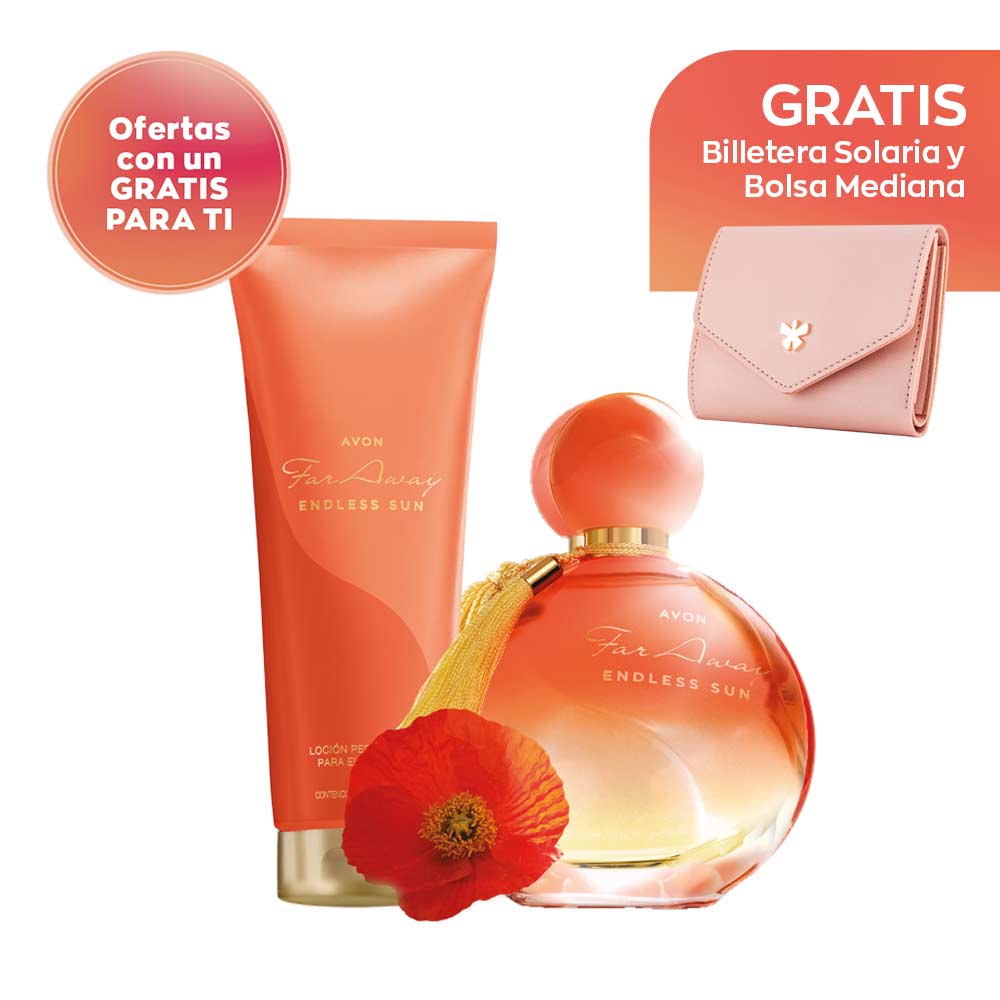 Ofertas
con un
GRATIS
PARA TI
GRATIS
Billetera Solaria y
Bolsa Mediana
AVON
Far Away
ENDLESS SUN
LOCIÓN
PARA
AVON
Far Away
ENDLESS SUN